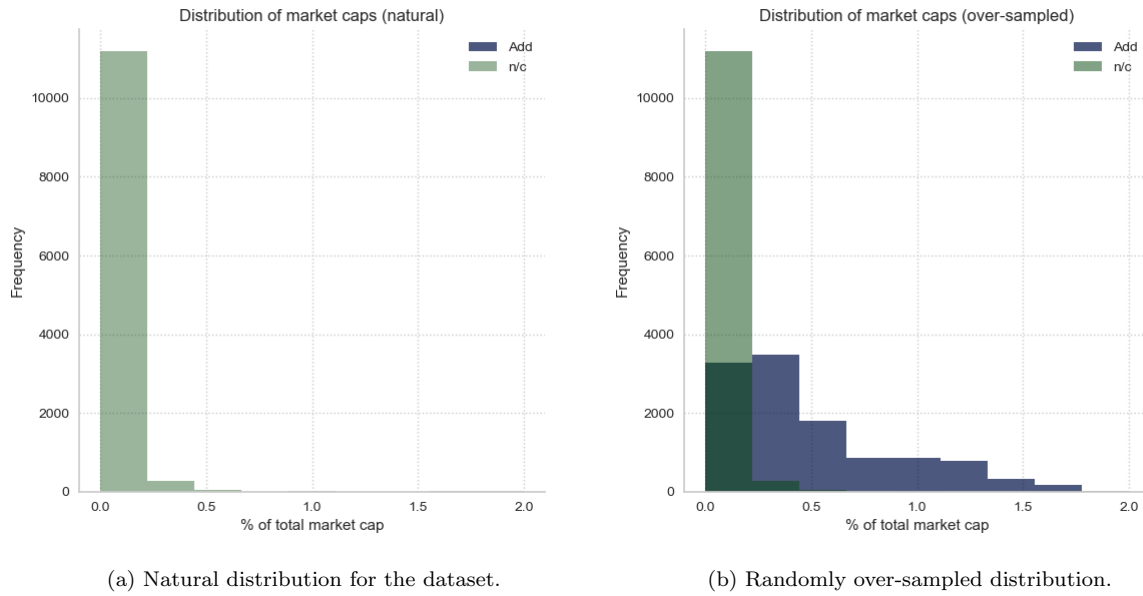 Distribution of market caps (natural)
Add
n/c
10000
8000
6000
4000
2000
0
Frequency
0.0 0.5 1.0 1.5 2.0
% of total market cap
(a) Natural distribution for the dataset.
Distribution of market caps (over-sampled)
Add
n/c
10000
8000
6000
4000
2000
0
Frequency
0.0 0.5 1.0 1.5 2.0
% of total market cap
(b) Randomly over-sampled distribution.